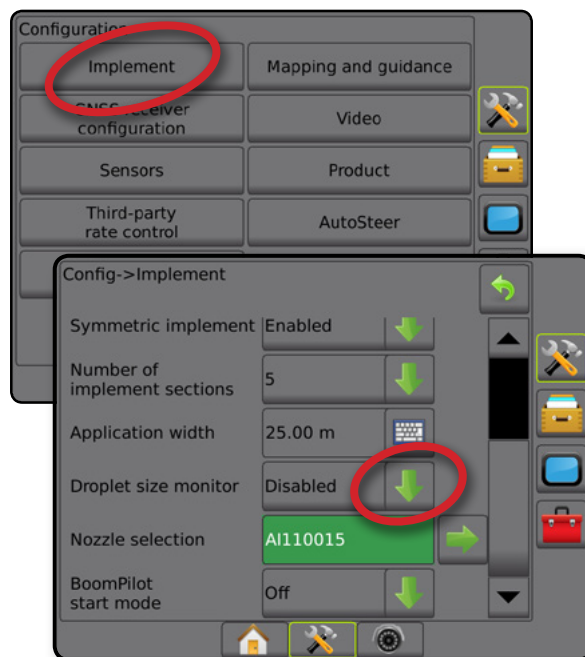 Configuration
Implement
Mapping and guidance
GNSS receiver
configuration
Video
Sensors
Product
Third-party
rate control
AutoSteer
Config->Implement
Symmetric implement
Enabled
Number of
implement sections
5
Application width
25.00 m
Droplet size monitor
Disabled
Nozzle selection
AI110015
BoomPilot
start mode
Off